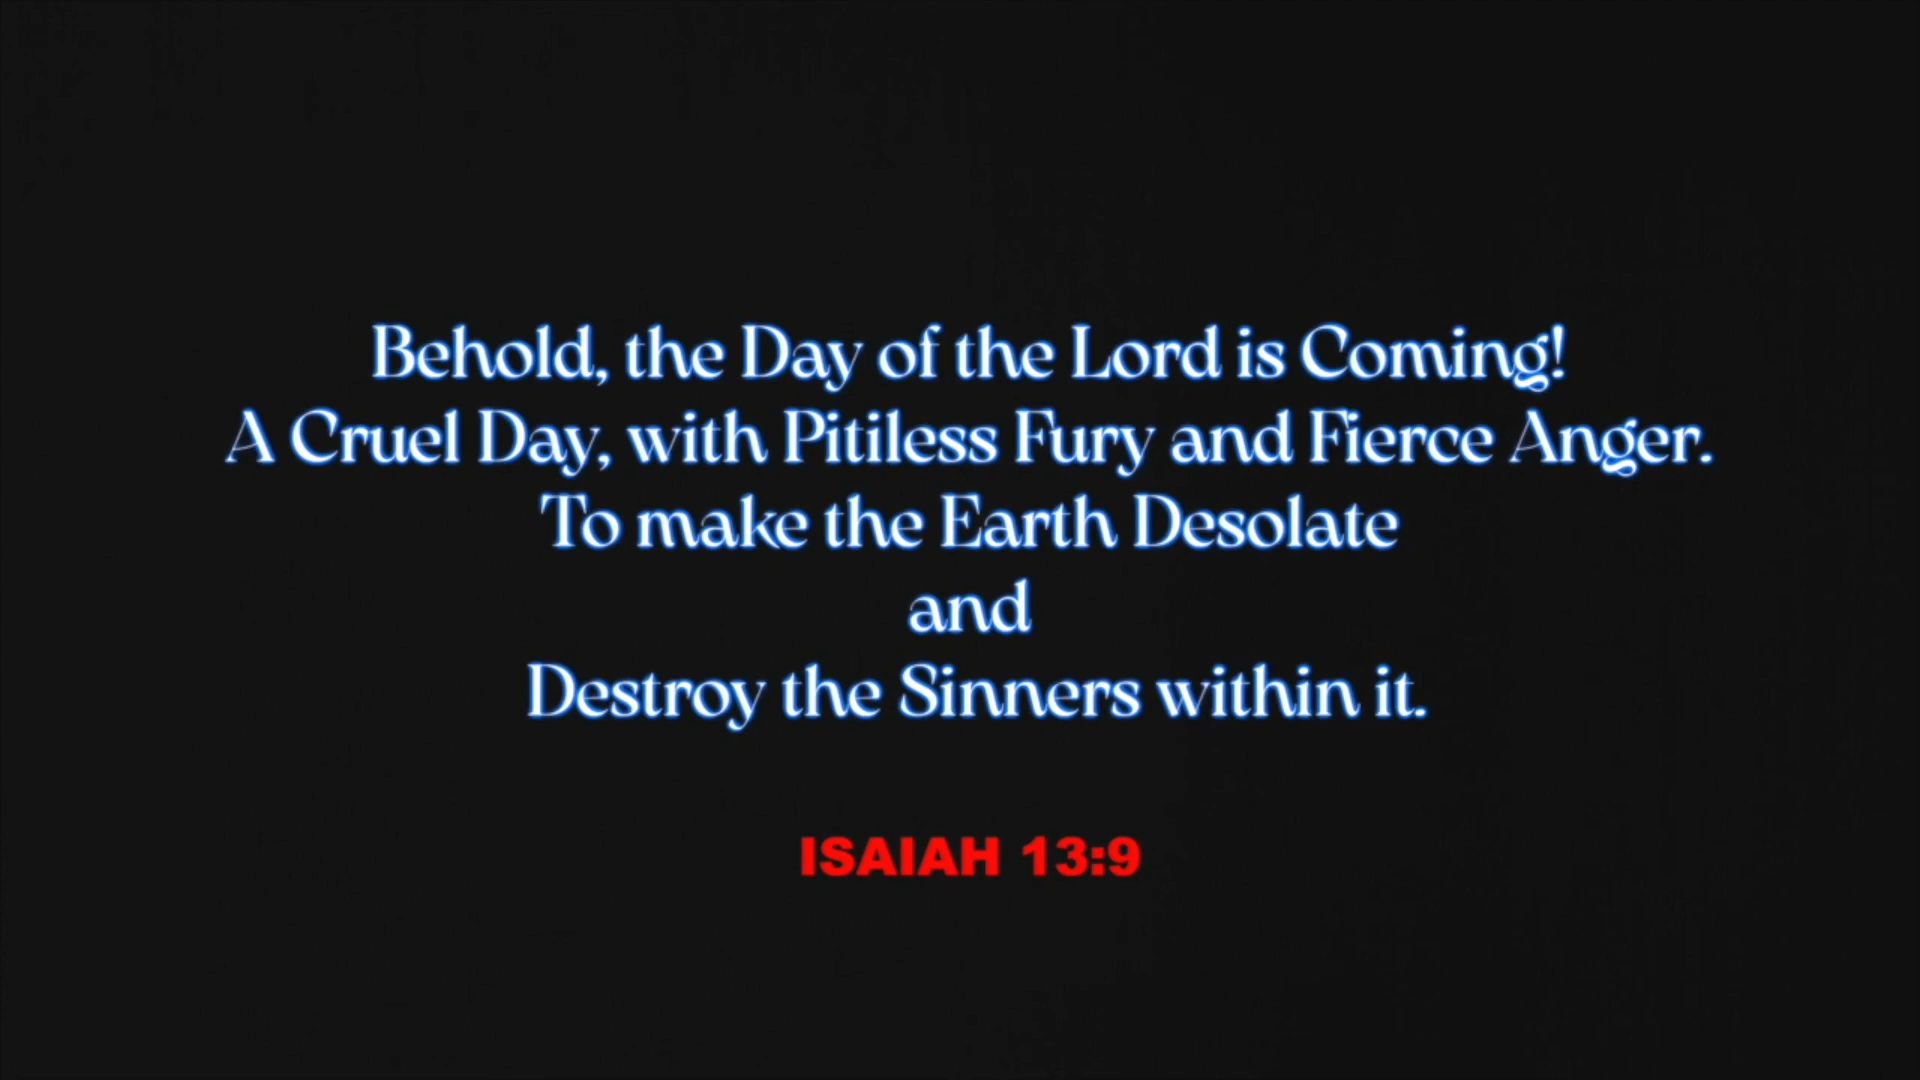 Behold, the Day of the Lord is Coming!
A Cruel Day, with Pitiless Fury and Fierce Anger.
To make the Earth Desolate
and
Destroy the Sinners within it.
ISAIAH 13:9